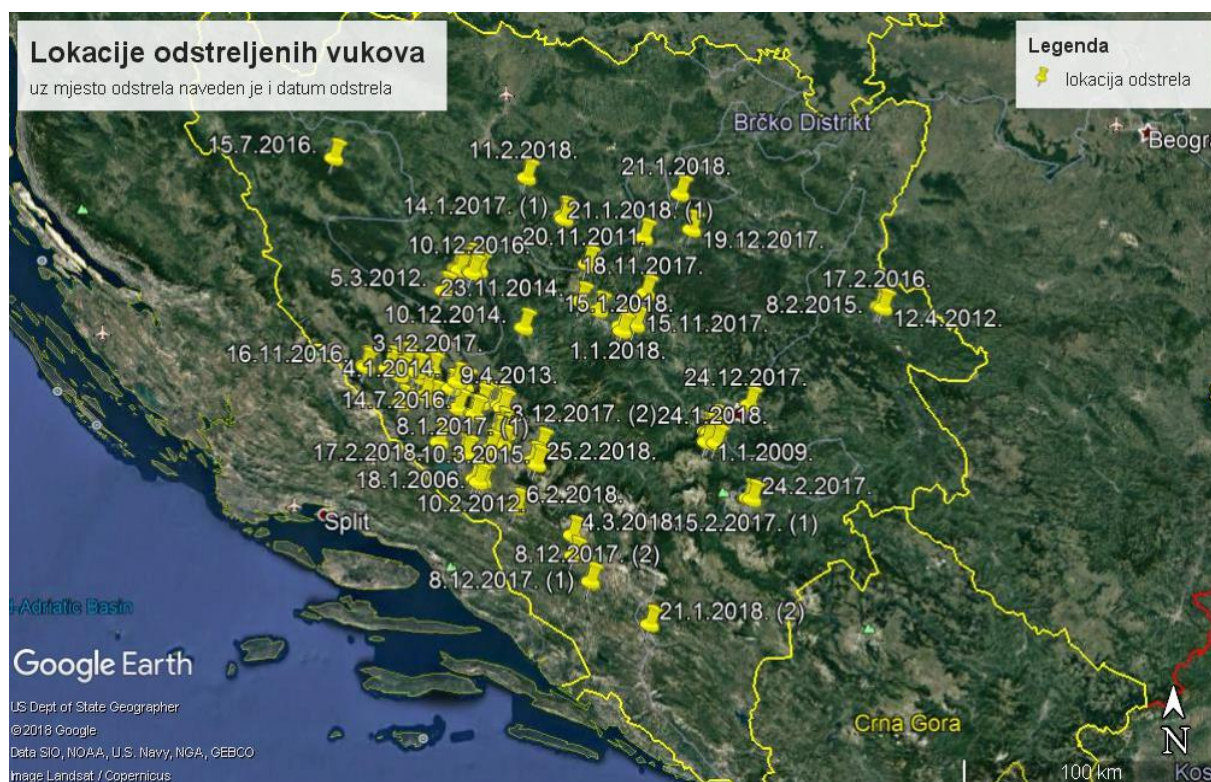 Lokacije odstreljenih vukova
uz mjesto odstrela naveden je i datum odstrela
Legenda
lokacija odstrela
Brčko Distrikt
Beogra
15.7.2016.
11.2.2018.
21.1.2018.
14.1.2017. (1)
21.1.2018. (1)
20.11.2011.
19.12.2017.
10.12.2016.
18.11.2017.
5.3.2012.
23.11.2014.
17.2.2016.
8.2.2015.
12.4.2012.
15.1.2018.
10.12.2014.
15.11.2017.
1.1.2018.
3.12.2017.
16.11.2016.
4.1.2014.
9.4.2013.
24.12.2017.
14.7.2016.
3.12.2017. (2)
24.1.2018.
8.1.2017. (1)
17.2.2018.
10.3.2015.
25.2.2018.
1.1.2009.
18.1.2006.
10.2.2012.
6.2.2018.
24.2.2017.
Split
4.3.2018.
15.2.2017. (1)
8.12.2017. (2)
8.12.2017. (1)
21.1.2018. (2)
Adriatic Basin
Google Earth
US Dept of State Geographer
©2018 Google
Data SIO, NOAA, U.S. Navy, NGA, GEBCO
Image Landsat / Copernicus
Crna Gora
N
100 km
Kos